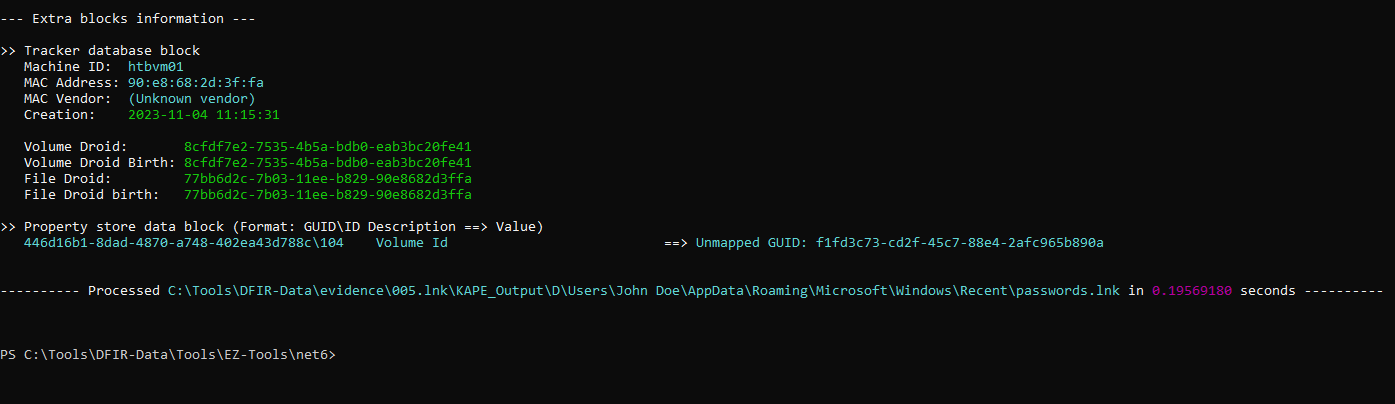 --- Extra blocks information ---
>> Tracker database block
Machine ID: htbvm01
MAC Address: 90:e8:68:2d:3f:fa
MAC Vendor: (Unknown vendor)
Creation: 2023-11-04 11:15:31
Volume Droid: 8cfdf7e2-7535-4b5a-bdb0-eab3bc20fe41
Volume Droid Birth: 8cfdf7e2-7535-4b5a-bdb0-eab3bc20fe41
File Droid: 77bb6d2c-7b03-11ee-b829-90e8682d3ffa
File Droid birth: 77bb6d2c-7b03-11ee-b829-90e8682d3ffa
>> Property store data block (Format: GUID\ID Description ==> Value)
446d16b1-8dad-4870-a748-402ea43d788c\104 Volume Id ==> Unmapped GUID: f1fd3c73-cd2f-45c7-88e4-2afc965b890a
---------- Processed C:\Tools\DFIR-Data\evidence\005.lnk\KAPE_Output\D\Users\John Doe\AppData\Roaming\Microsoft\Windows\Recent\passwords.lnk in 0.19569180 seconds ----------
PS C:\Tools\DFIR-Data\Tools\EZ-Tools\net6>